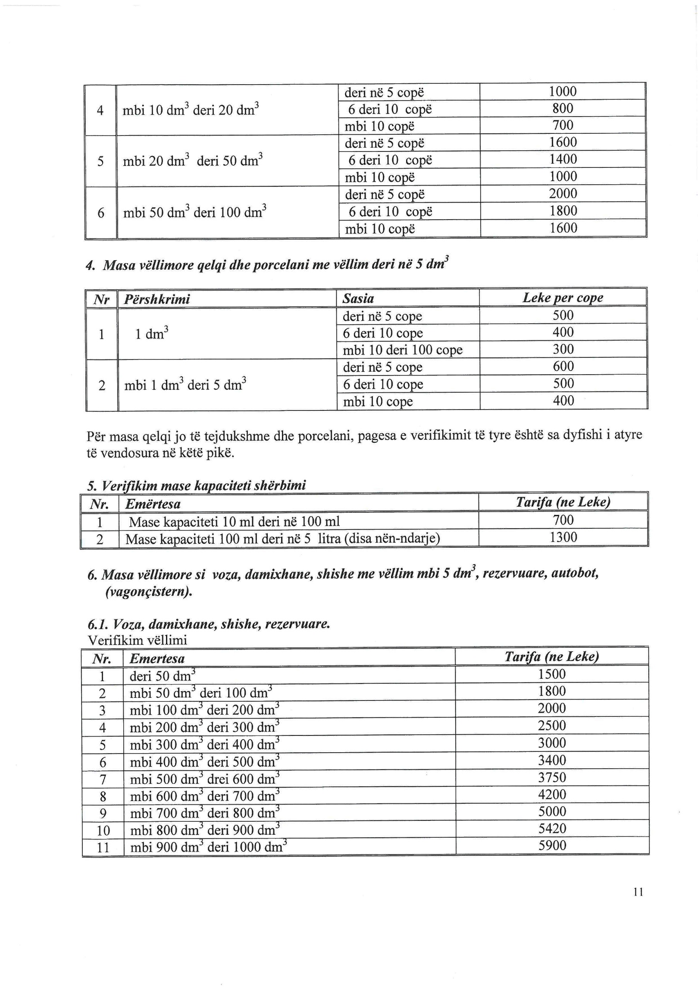 deri në 5 copë 1000
4 mbi 10 dm³ deri 20 dm³ 6 deri 10 copë 800
mbi 10 copë 700
deri në 5 copë 1600
5 mbi 20 dm³ deri 50 dm³ 6 deri 10 copë 1400
mbi 10 copë 1000
deri në 5 copë 2000
6 mbi 50 dm³ deri 100 dm³ 6 deri 10 copë 1800
mbi 10 copë 1600
4. Masa vëllimore qelqi dhe porcelani me vëllim deri në 5 dm³
Nr Përshkrimi Sasia Leke per cope
deri në 5 cope 500
1 1 dm³ 6 deri 10 cope 400
mbi 10 deri 100 cope 300
deri në 5 cope 600
2 mbi 1 dm³ deri 5 dm³ 6 deri 10 cope 500
mbi 10 cope 400
Për masa qelqi jo të tejdukshme dhe porcelani, pagesa e verifikimit të tyre është sa dyfishi i atyre
të vendosura në këtë pikë.
5. Verifikim mase kapaciteti shërbimi
Nr. Emërtesa Tarifa (ne Leke)
1 Mase kapaciteti 10 ml deri në 100 ml 700
2 Mase kapaciteti 100 ml deri në 5 litra (disa nën-ndarje) 1300
6. Masa vëllimore si voza, damixhane, shishe me vëllim mbi 5 dm³, rezervuare, autobot,
(vagonçistern).
6.1. Voza, damixhane, shishe, rezervuare.
Verifikim vëllimi
Nr. Emertesa Tarifa (ne Leke)
1 deri 50 dm³ 1500
2 mbi 50 dm³ deri 100 dm³ 1800
3 mbi 100 dm³ deri 200 dm³ 2000
4 mbi 200 dm³ deri 300 dm³ 2500
5 mbi 300 dm³ deri 400 dm³ 3000
6 mbi 400 dm³ deri 500 dm³ 3400
7 mbi 500 dm³ drei 600 dm³ 3750
8 mbi 600 dm³ deri 700 dm³ 4200
9 mbi 700 dm³ deri 800 dm³ 5000
10 mbi 800 dm³ deri 900 dm³ 5420
11 mbi 900 dm³ deri 1000 dm³ 5900
11